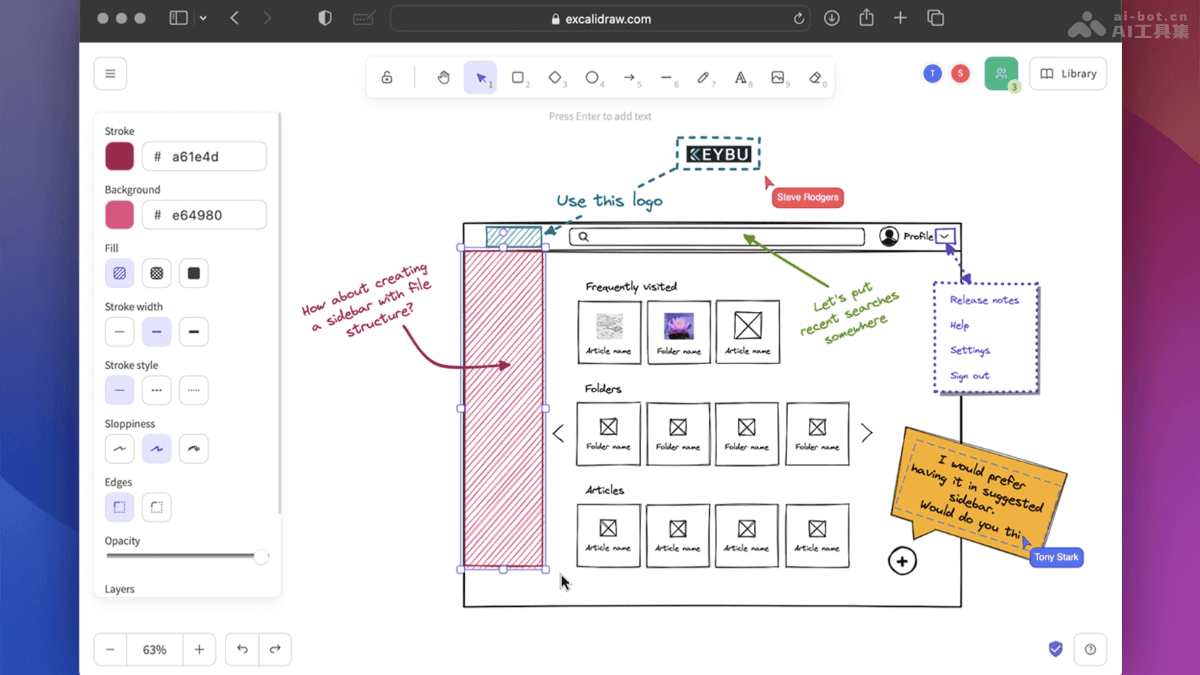 excalidraw.com
ai-bot.cn
AI工具集
1
2
3
4
5
6
7
8
9
0
T
S
3
Library
Press Enter to add text
Stroke
# a61e4d
Background
# e64980
Fill
Stroke width
Stroke style
Sloppiness
Edges
Opacity
Layers
63%
KEYBU
Steve Rodgers
Use this logo
Profile
How about creating
a sidebar with file
structure?
Let's put
recent searches
somewhere
Release notes
Help
Settings
Sign out
Frequently visited
Article name
Folder name
Article name
Folders
Folder name
Folder name
Folder name
Folder name
Articles
Article name
Article name
Article name
Article name
I would prefer
having it in suggested
sidebar.
Would do you thi
Tony Stark